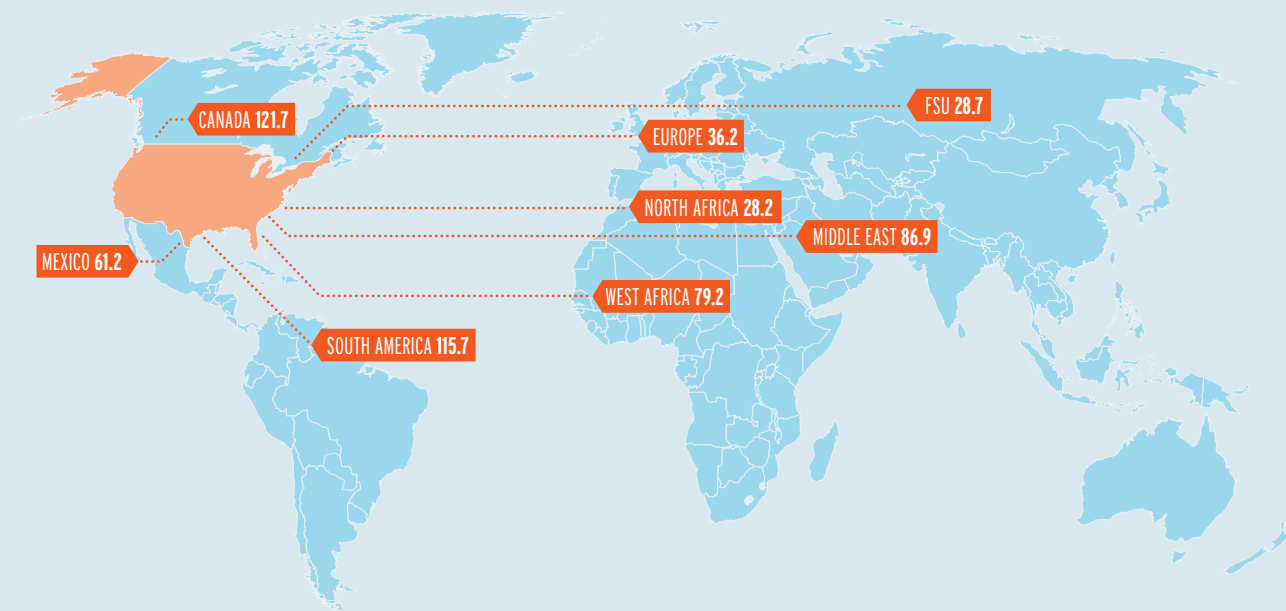 FSU 28.7
CANADA 121.7
EUROPE 36.2
NORTH AFRICA 28.2
MIDDLE EAST 86.9
MEXICO 61.2
WEST AFRICA 79.2
SOUTH AMERICA 115.7